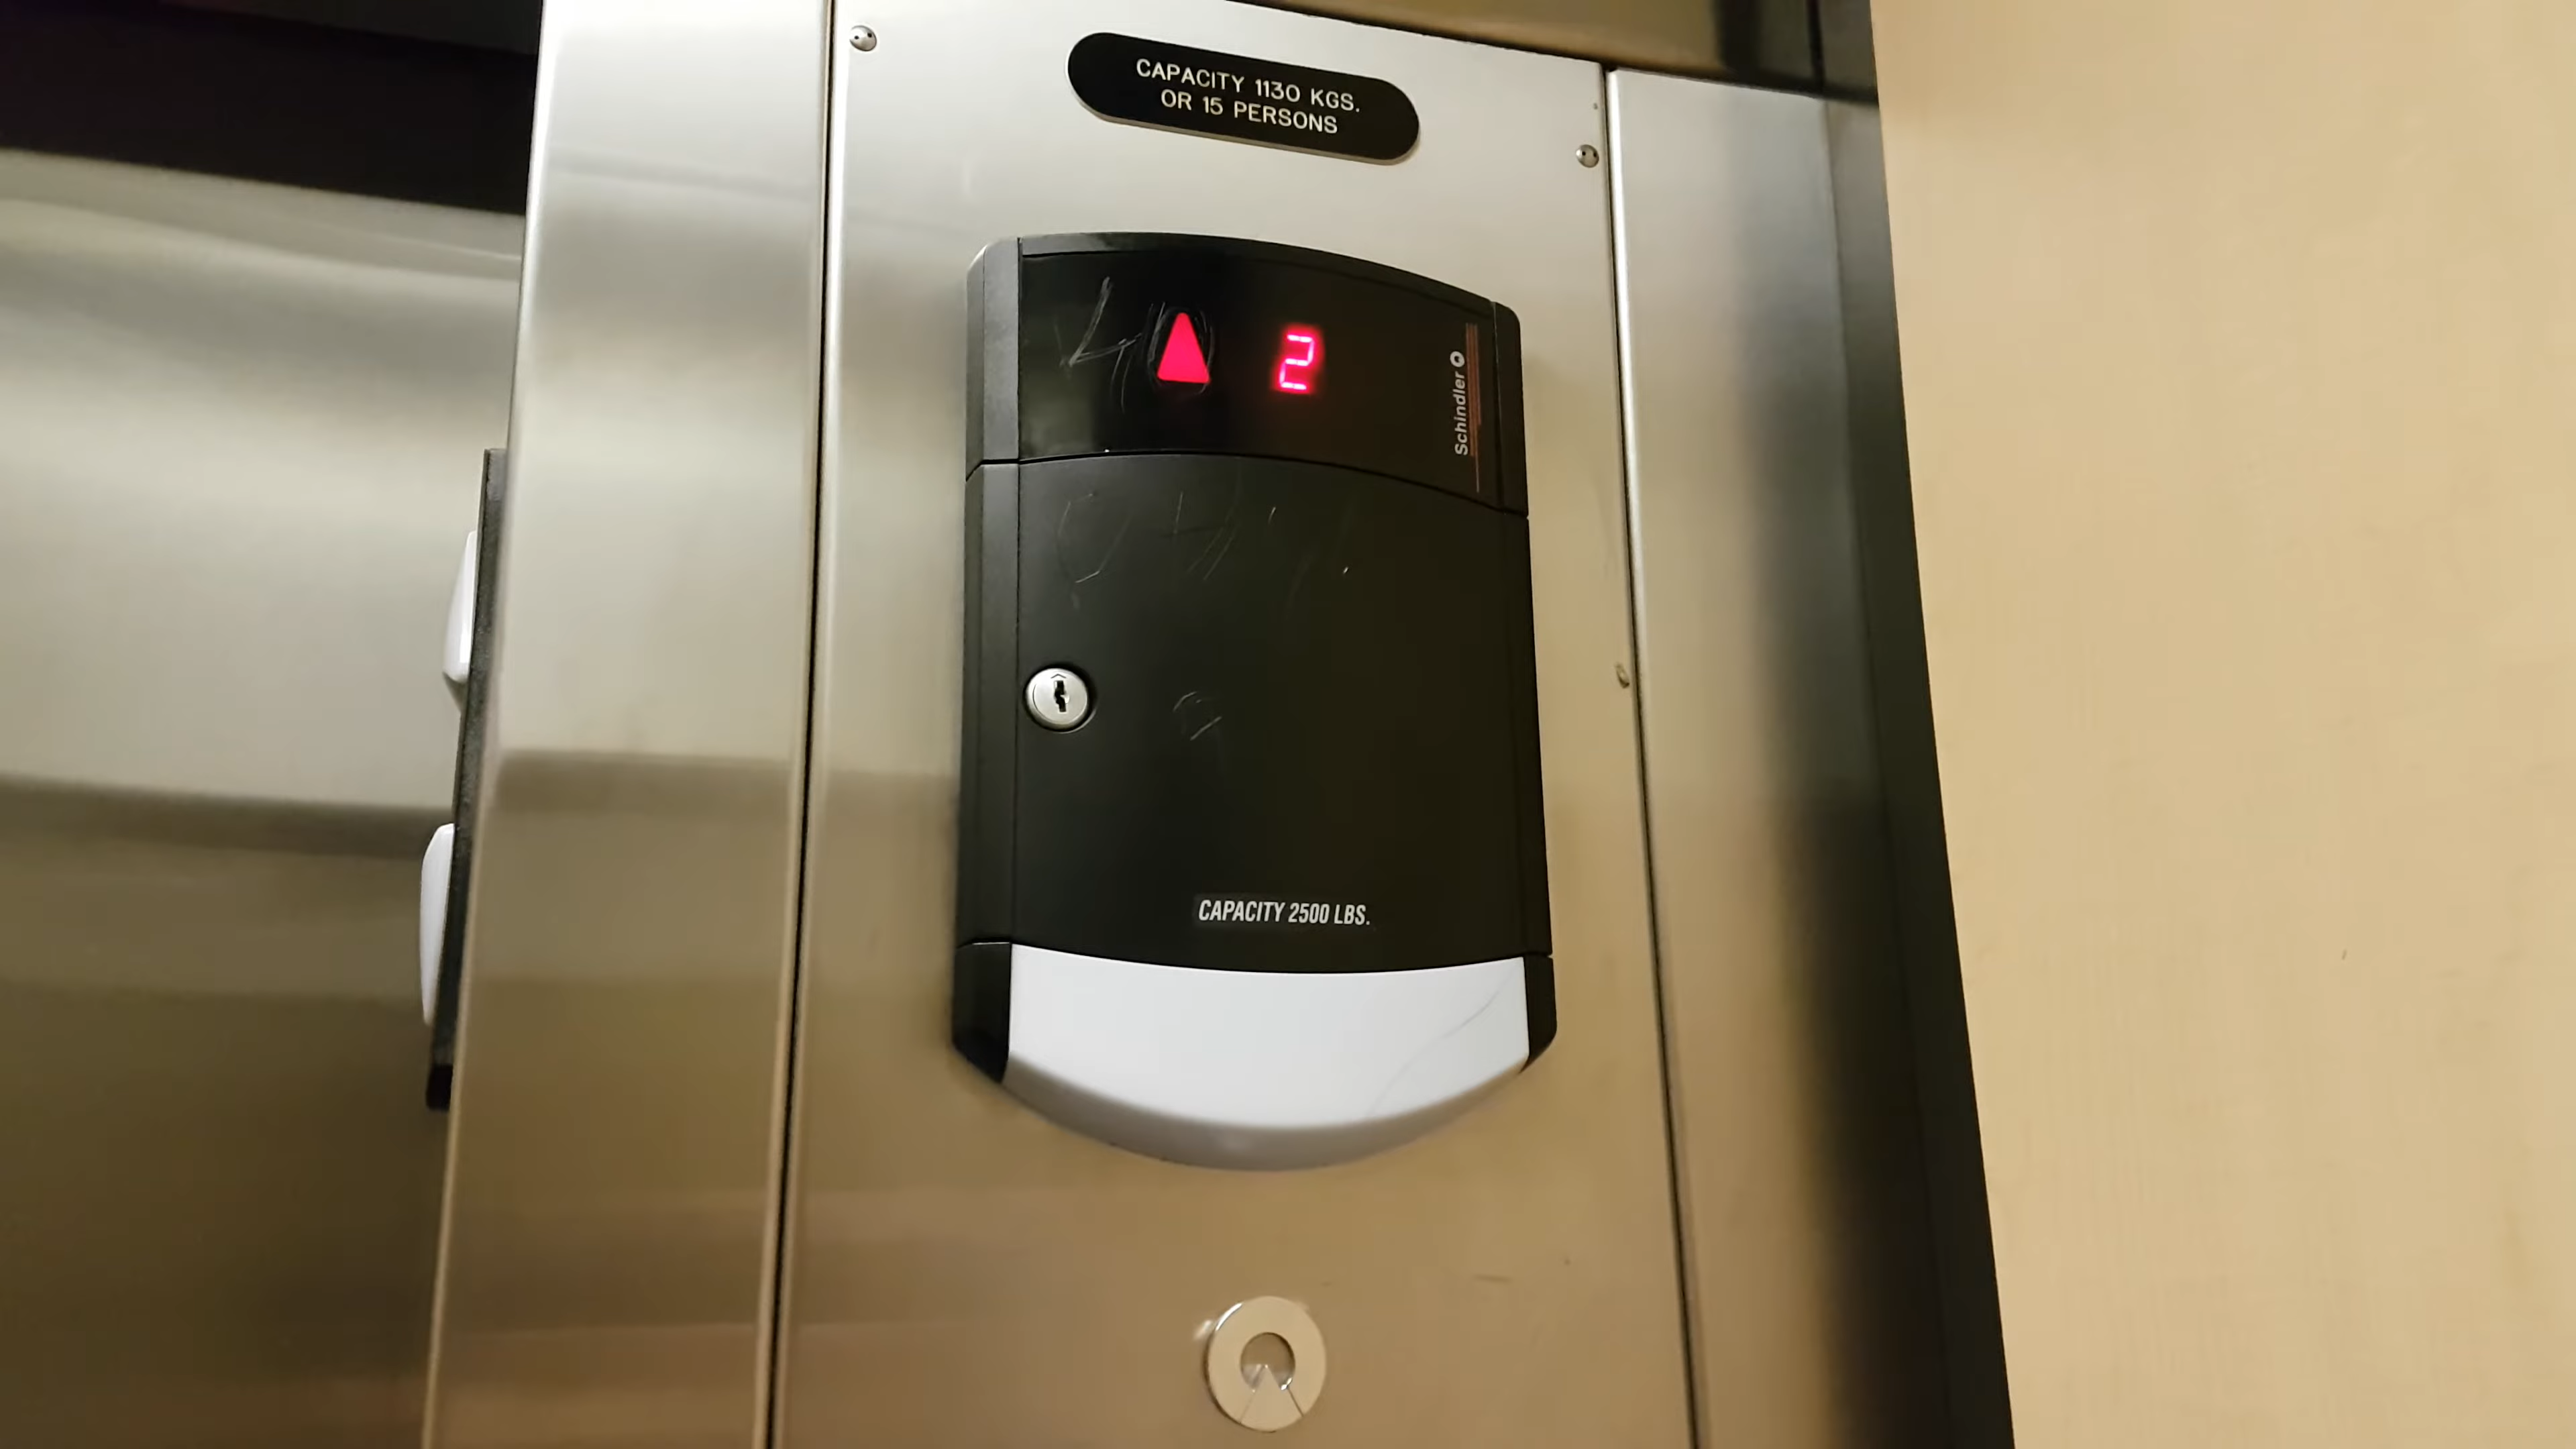 CAPACITY 1130 KGS.
OR 15 PERSONS
2
Schindler
CAPACITY 2500 LBS.